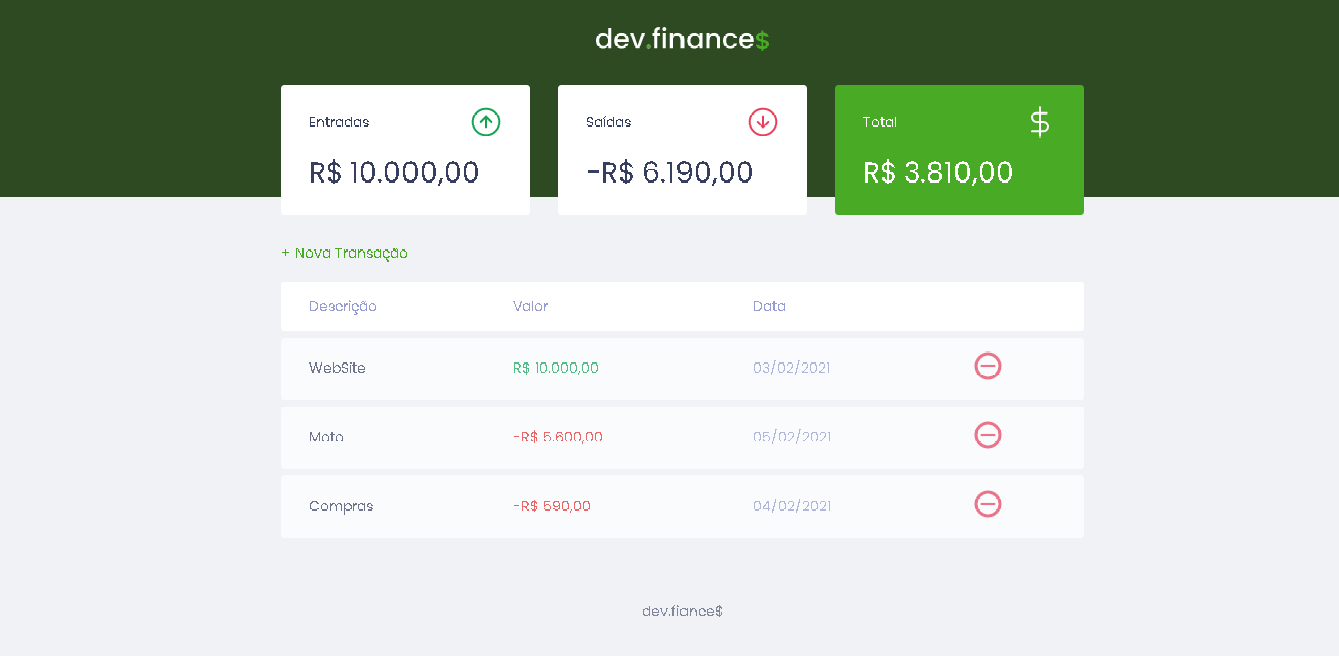 dev.finance$
Entradas
R$ 10.000,00
Saídas
-R$ 6.190,00
Total
$
R$ 3.810,00
+ Nova Transação
Descrição Valor Data
WebSite R$ 10.000,00 03/02/2021
Moto -R$ 5.600,00 05/02/2021
Compras -R$ 590,00 04/02/2021
dev.fiance$